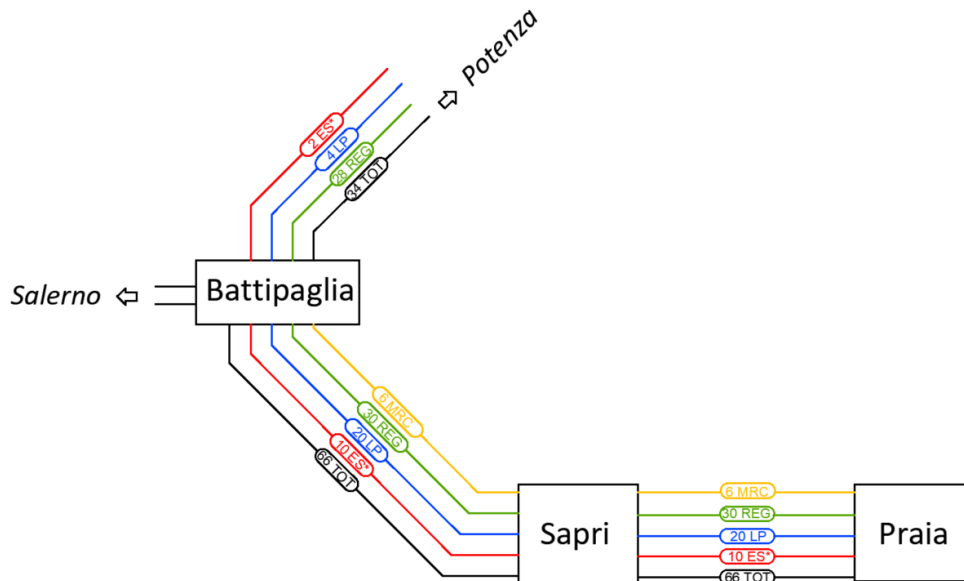 Potenza
2 ES*
4 LP
28 REG
34 TOT
Salerno
Battipaglia
6 MRC
30 REG
20 LP
10 ES*
66 TOT
Sapri
6 MRC
30 REG
20 LP
10 ES*
66 TOT
Praia